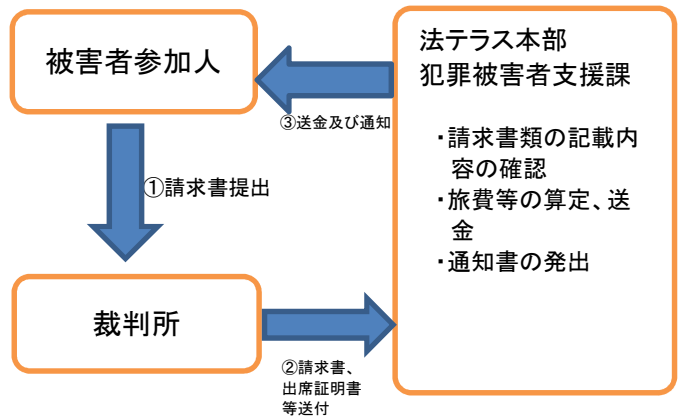 被害者参加人
法テラス本部
犯罪被害者支援課
・請求書類の記載内
容の確認
・旅費等の算定、送
金
・通知書の発出
③送金及び通知
①請求書提出
裁判所
②請求書、
出席証明書
等送付